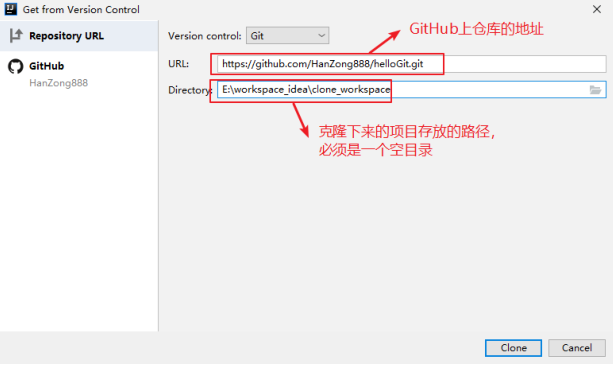 Get from Version Control
Repository URL
GitHub
HanZong888
Version control: Git
GitHub上仓库的地址
URL: https://github.com/HanZong888/helloGit.git
Directory: E:\workspace_idea\clone_workspace
克隆下来的项目存放的路径，
必须是一个空目录
Clone
Cancel